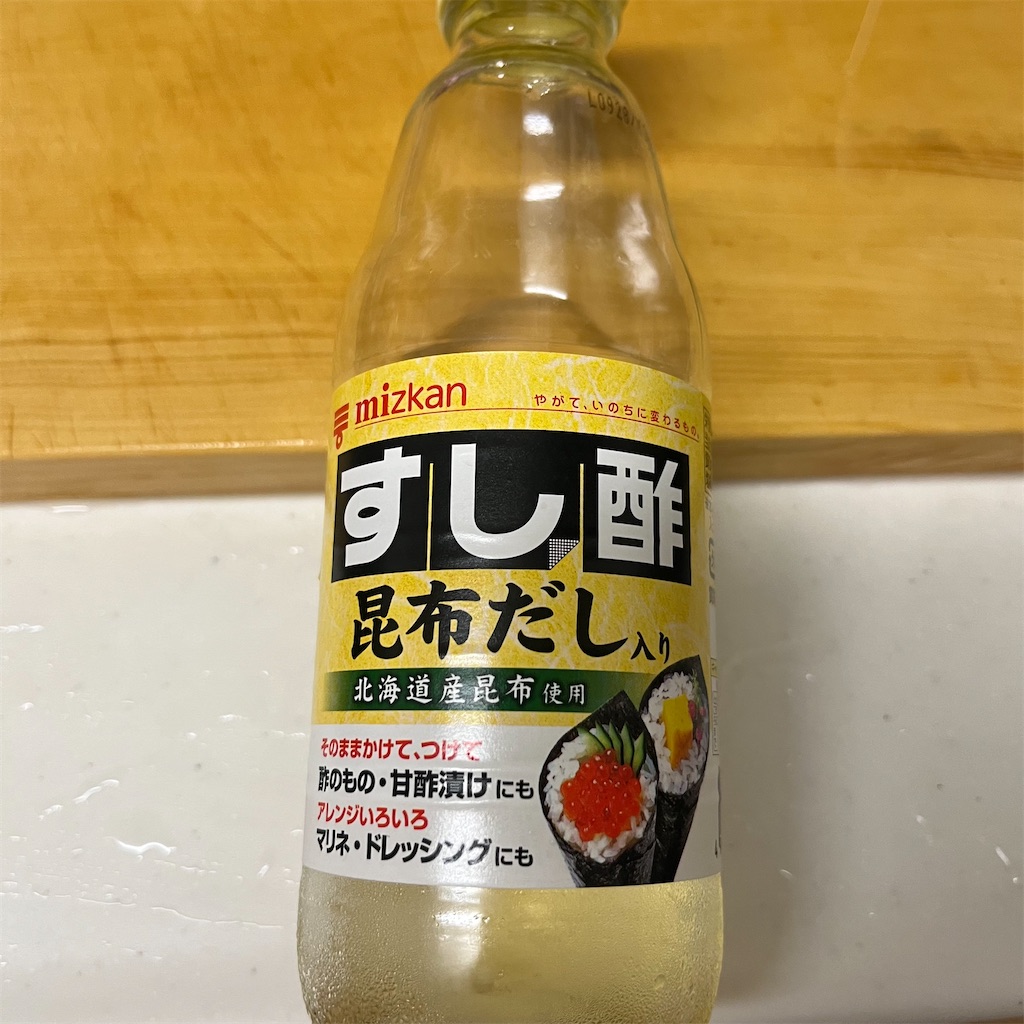 L0928/
mizkan
やがて、いのちに変わるもの。
すし酢
昆布だし入り
北海道産昆布使用
そのままかけて、つけて
酢のもの・甘酢漬けにも
アレンジいろいろ
マリネ・ドレッシングにも